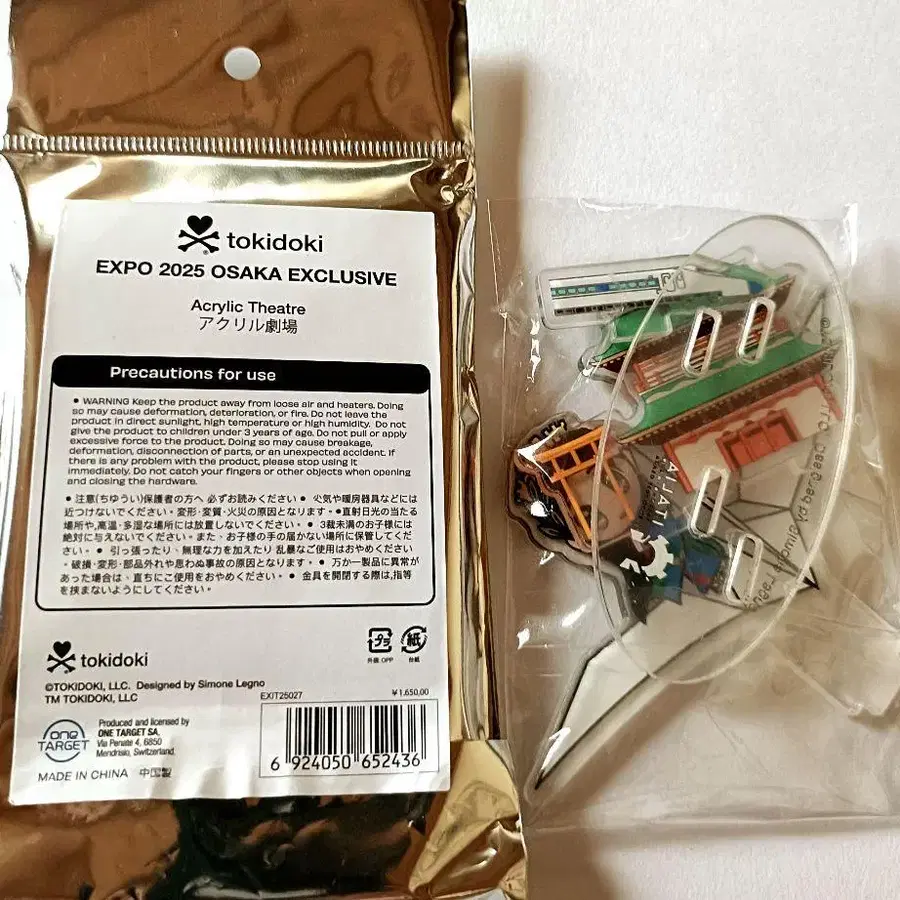 tokidoki
EXPO 2025 OSAKA EXCLUSIVE
Acrylic Theatre
アクリル劇場
Precautions for use
● WARNING Keep the product away from loose air and heaters. Doing
so may cause deformation, deterioration, or fire. Do not leave the
product in direct sunlight, high temperature or high humidity. Do not
give the product to children under 3 years of age. Do not pull or apply
excessive force to the product. Doing so may cause breakage,
deformation, disconnection of parts, or an unexpected accident. If
there is any problem with the product, please stop using it
immediately. Do not catch your fingers or other objects when opening
and closing the header.
● 注意(ちゆうい)保護者の方へ 必ずお読みください ● 火気や暖房器具などには
近つけないでください・変形・変質・火災の原因となります・●直射日光の当たる
場所や,高温・多湿な場所には放置しないでください・ ● 3裁未满のお子様には
絶対に与えないでください・また・お子様の手の届かない場所に保管してくださ
い・ ● 引っ張ったり・無理な力を加えたり 乱暴など使用はおやめください
・破損・変形・部品外れや思わぬ事故の原因となります・ ● 万か一製品に異常が
あった場合は・直ちにご使用をおやめください・ ● 金具を開閉する際は,指等
を挟まないようにしてください・
プラ
紙
外装,OPP
台紙
tokidoki
©TOKIDOKI, LLC. Designed by Simone Legno
TM TOKIDOKI, LLC
EXIT25027
¥1.650,00
one
TARGET
Produced and licensed by
ONE TARGET SA.
Via Penate 4, 6850
Mendrisio, Switzerland.
MADE IN CHINA 中国製
6 924050 652436